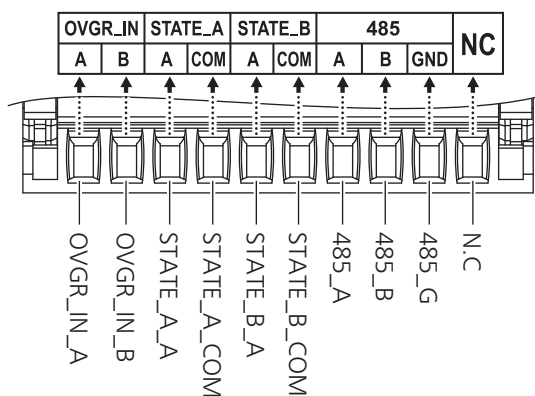 OVGR_IN STATE_A STATE_B 485 NC
A B A COM A COM A B GND
OVGR_IN_A
OVGR_IN_B
STATE_A_A
STATE_A_COM
STATE_B_A
STATE_B_COM
485_A
485_B
485_G
N.C